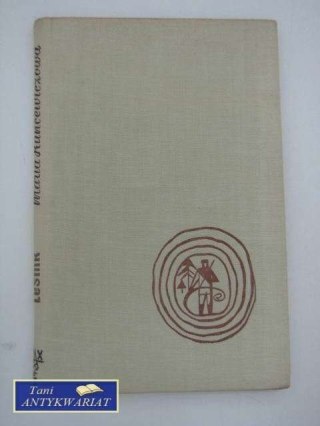 Maria Kuncewiczowa
LEŚNIK
Tani
ANTYKWARIAT